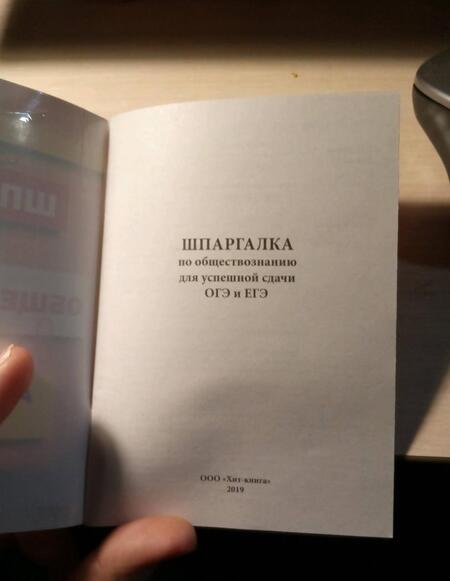 ШПАРГАЛКА
по обществознанию
для успешной сдачи
ОГЭ и ЕГЭ
ООО «Хит-книга»
2019